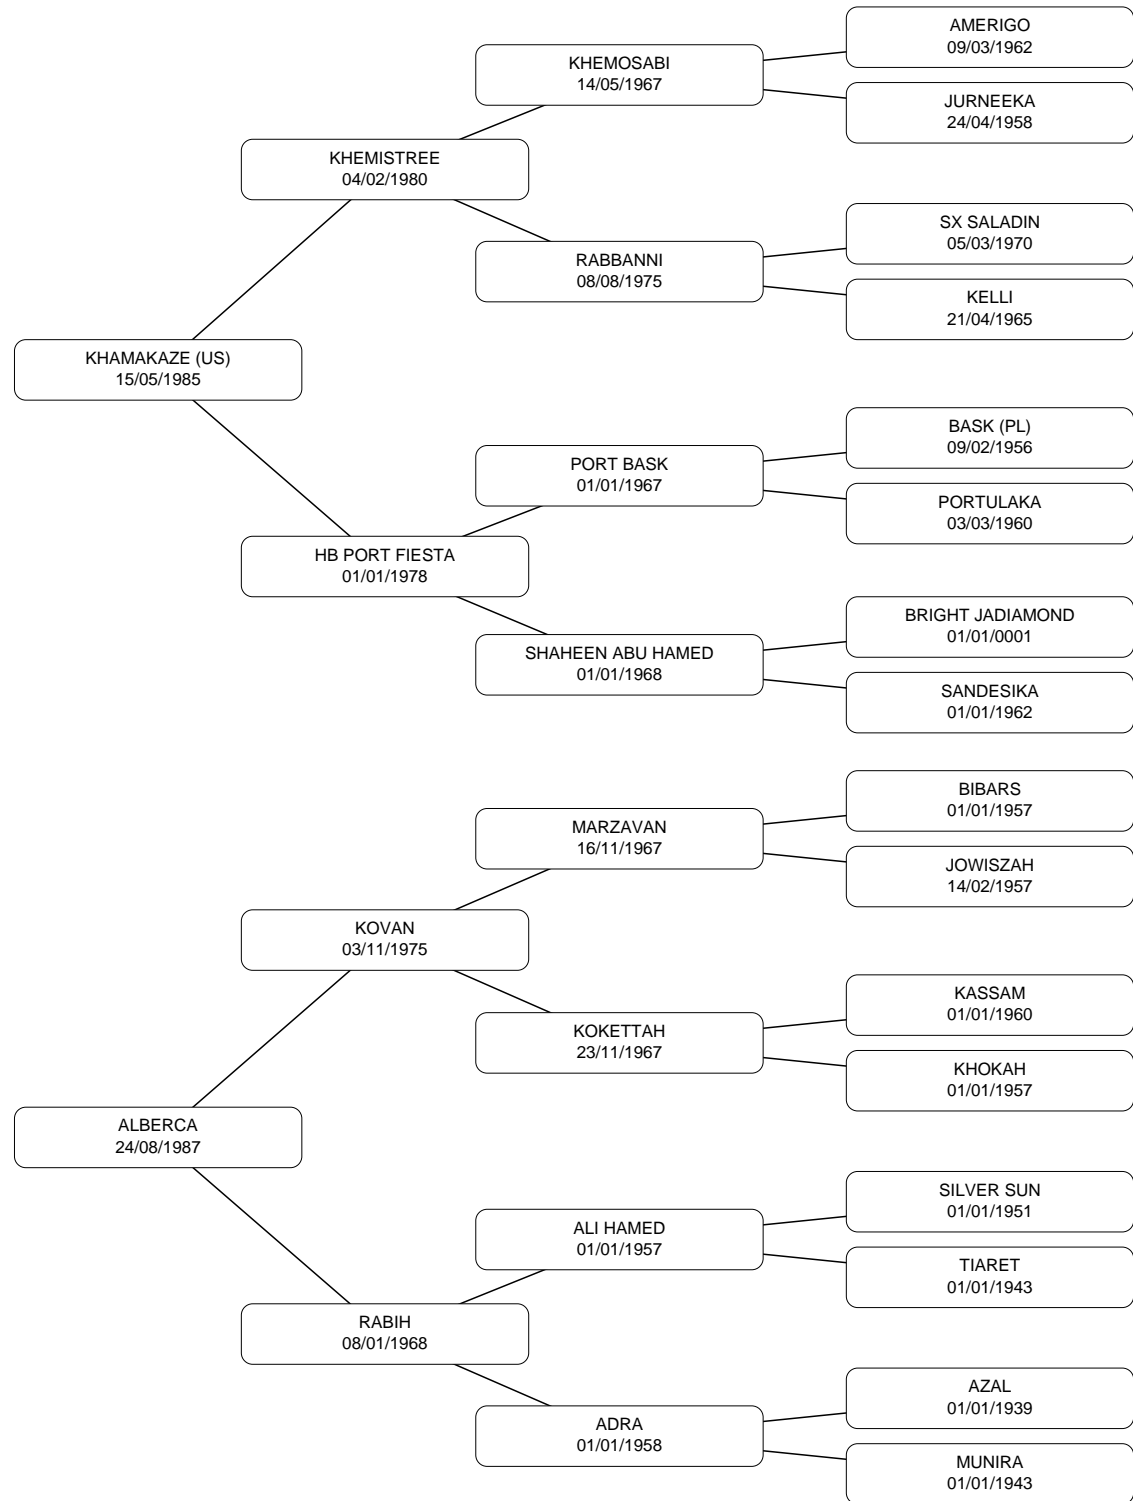 AMERIGO
09/03/1962
KHEMOSABI
14/05/1967
JURNEEKA
24/04/1958
KHEMISTREE
04/02/1980
SX SALADIN
05/03/1970
RABBANNI
08/08/1975
KELLI
21/04/1965
KHAMAKAZE (US)
15/05/1985
BASK (PL)
09/02/1956
PORT BASK
01/01/1967
PORTULAKA
03/03/1960
HB PORT FIESTA
01/01/1978
BRIGHT JADIAMOND
01/01/0001
SHAHEEN ABU HAMED
01/01/1968
SANDESIKA
01/01/1962
BIBARS
01/01/1957
MARZAVAN
16/11/1967
JOWISZAH
14/02/1957
KOVAN
03/11/1975
KASSAM
01/01/1960
KOKETTAH
23/11/1967
KHOKAH
01/01/1957
ALBERCA
24/08/1987
SILVER SUN
01/01/1951
ALI HAMED
01/01/1957
TIARET
01/01/1943
RABIH
08/01/1968
AZAL
01/01/1939
ADRA
01/01/1958
MUNIRA
01/01/1943